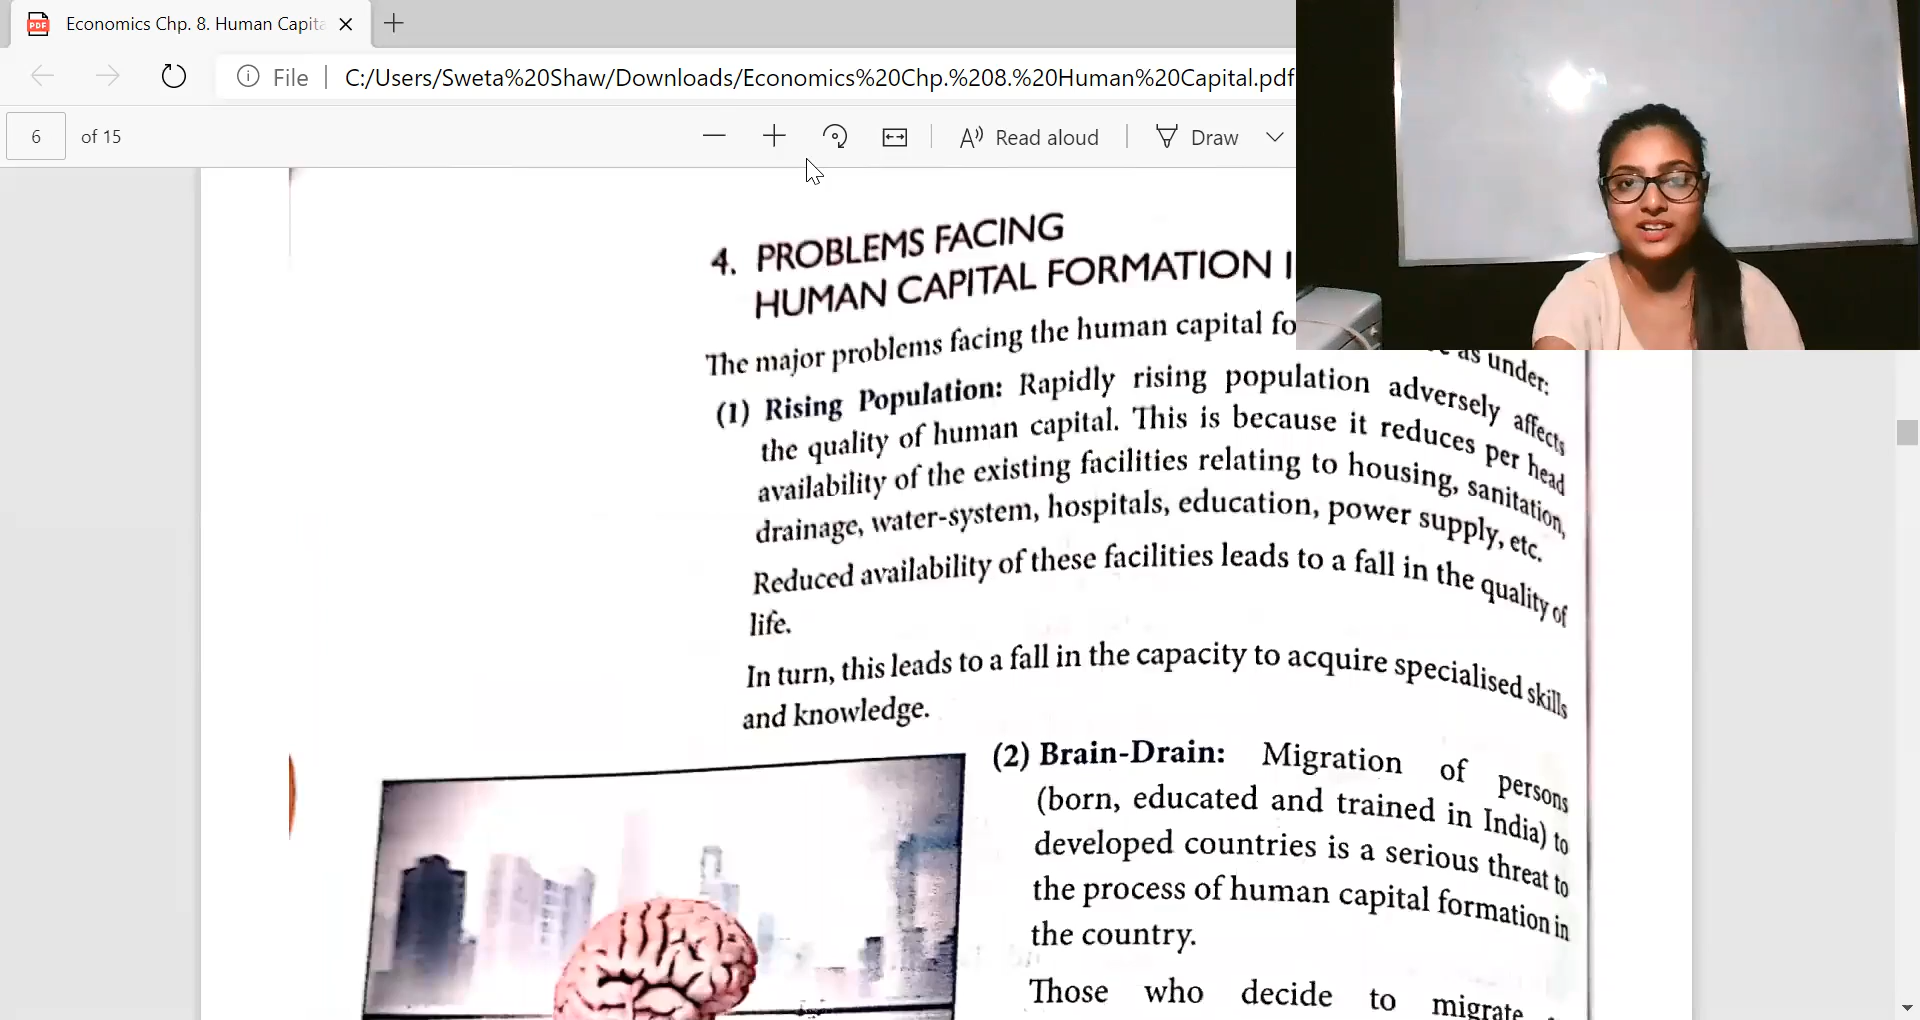 Economics Chp. 8. Human Capita
File
C:/Users/Sweta%20Shaw/Downloads/Economics%20Chp.%208.%20Human%20Capital.pdf
6 of 15
Read aloud
Draw
4. PROBLEMS FACING
HUMAN CAPITAL FORMATION I
The major problems facing the human capital fo as under:
(1) Rising Population: Rapidly rising population adversely affects
the quality of human capital. This is because it reduces per head
availability of the existing facilities relating to housing, sanitation,
drainage, water-system, hospitals, education, power supply, etc.
Reduced availability of these facilities leads to a fall in the quality of
life.
In turn, this leads to a fall in the capacity to acquire specialised skills
and knowledge.
(2) Brain-Drain: Migration of persons
(born, educated and trained in India) to
developed countries is a serious threat to
the process of human capital formation in
the country.
Those who decide to migrate